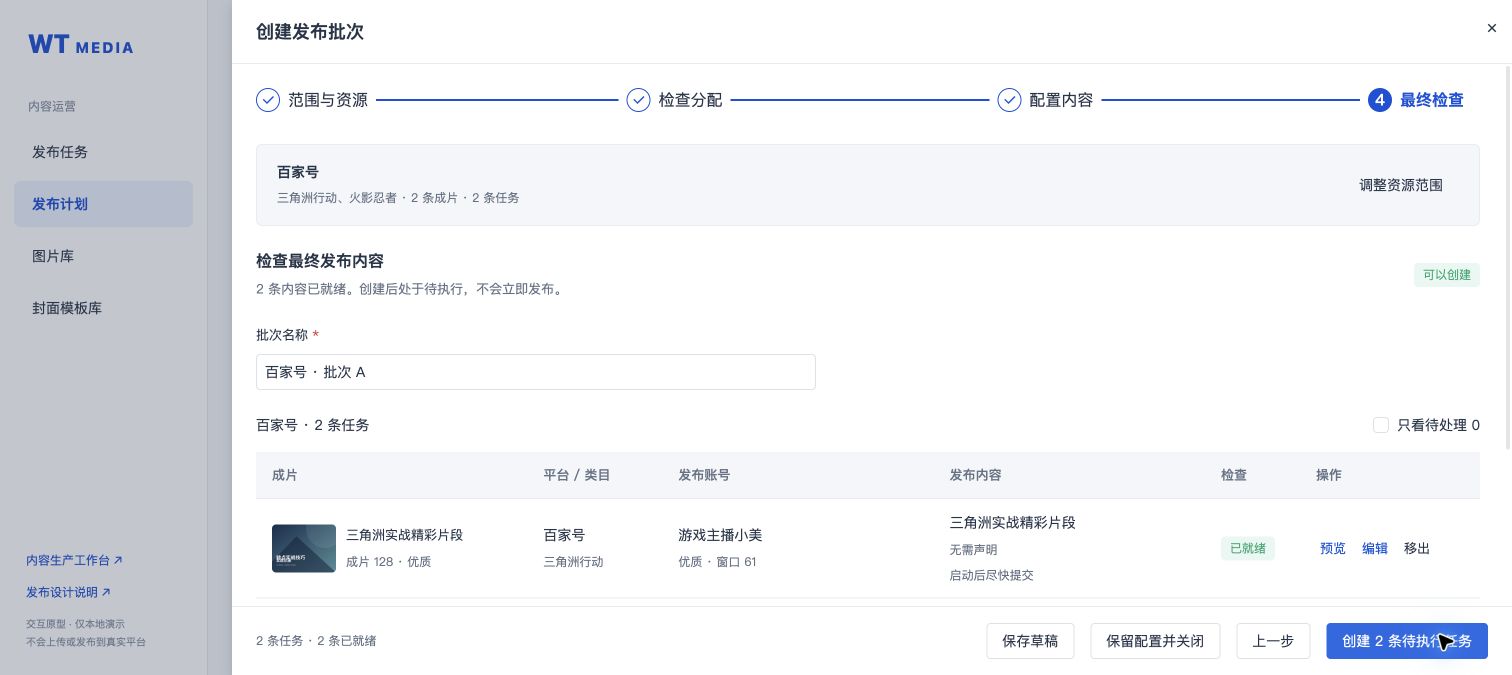 WT MEDIA
内容运营
发布任务
发布计划
图片库
封面模板库
内容生产工作台 ↗
发布设计说明 ↗
交互原型 · 仅本地演示
不会上传或发布到真实平台
创建发布批次
×
范围与资源
检查分配
配置内容
4 最终检查
百家号
三角洲行动、火影忍者 · 2 条成片 · 2 条任务
调整资源范围
检查最终发布内容
2 条内容已就绪。创建后处于待执行，不会立即发布。
可以创建
批次名称 *
百家号 · 批次 A
百家号 · 2 条任务
只看待处理 0
成片 平台 / 类目 发布账号 发布内容 检查 操作
三角洲实战精彩片段
成片 128 · 优质
百家号
三角洲行动
游戏主播小美
优质 · 窗口 61
三角洲实战精彩片段
无需声明
启动后尽快提交
已就绪
预览 编辑 移出
2 条任务 · 2 条已就绪
保存草稿
保留配置并关闭
上一步
创建 2 条待执行任务